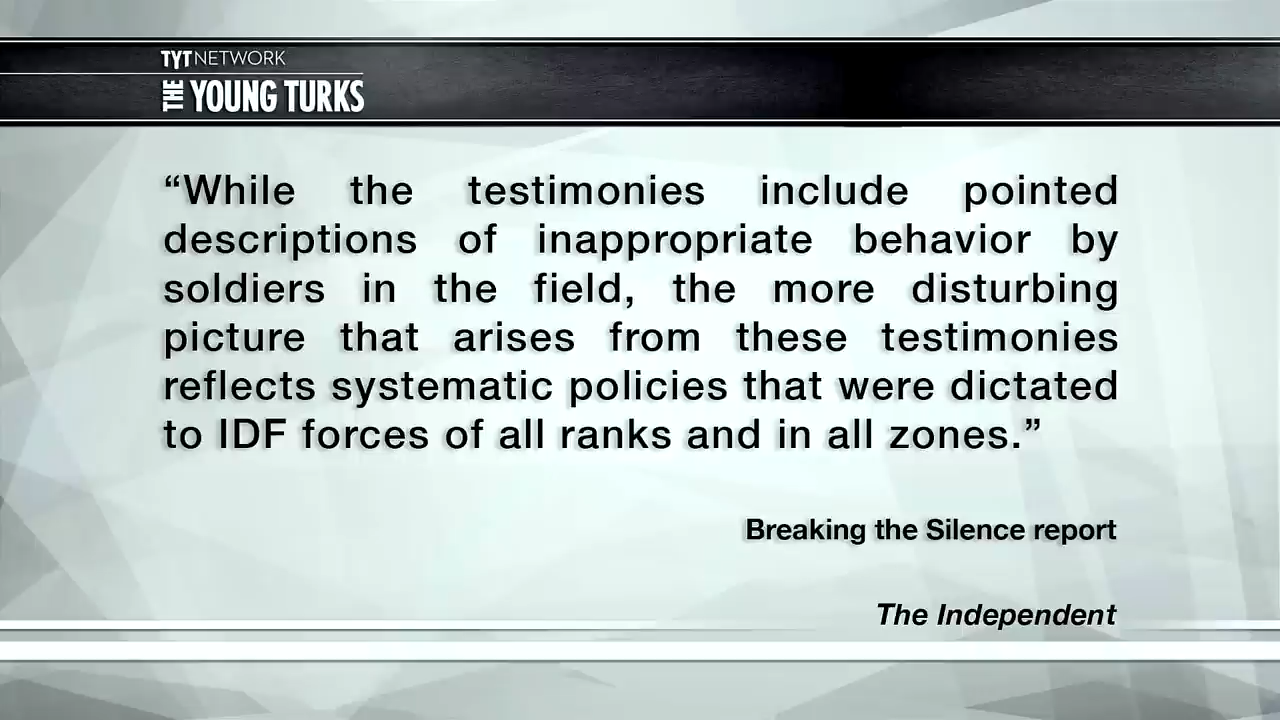 TYT NETWORK
THE YOUNG TURKS
“While the testimonies include pointed
descriptions of inappropriate behavior by
soldiers in the field, the more disturbing
picture that arises from these testimonies
reflects systematic policies that were dictated
to IDF forces of all ranks and in all zones.”
Breaking the Silence report
The Independent